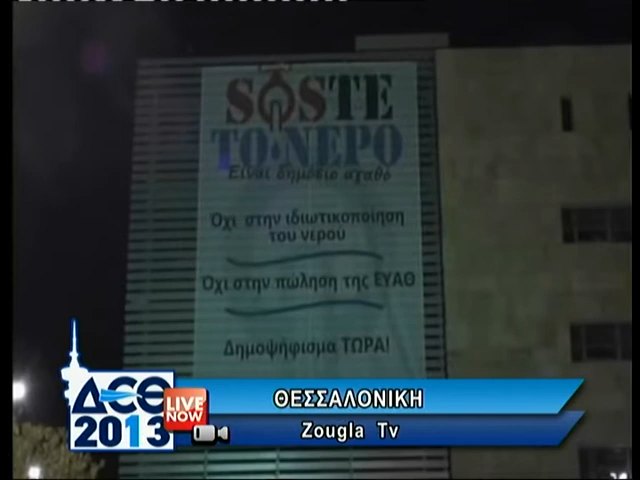 SOSTE
ΤΟ ΝΕΡΟ
Είναι δημόσιο αγαθό
Όχι στην ιδιωτικοποίηση
του νερού
Όχι στην πώληση της ΕΥΑΘ
Δημοψήφισμα ΤΩΡΑ!
ΔΕΘ
2013
LIVE
NOW
ΘΕΣΣΑΛΟΝΙΚΗ
Zougla Tv